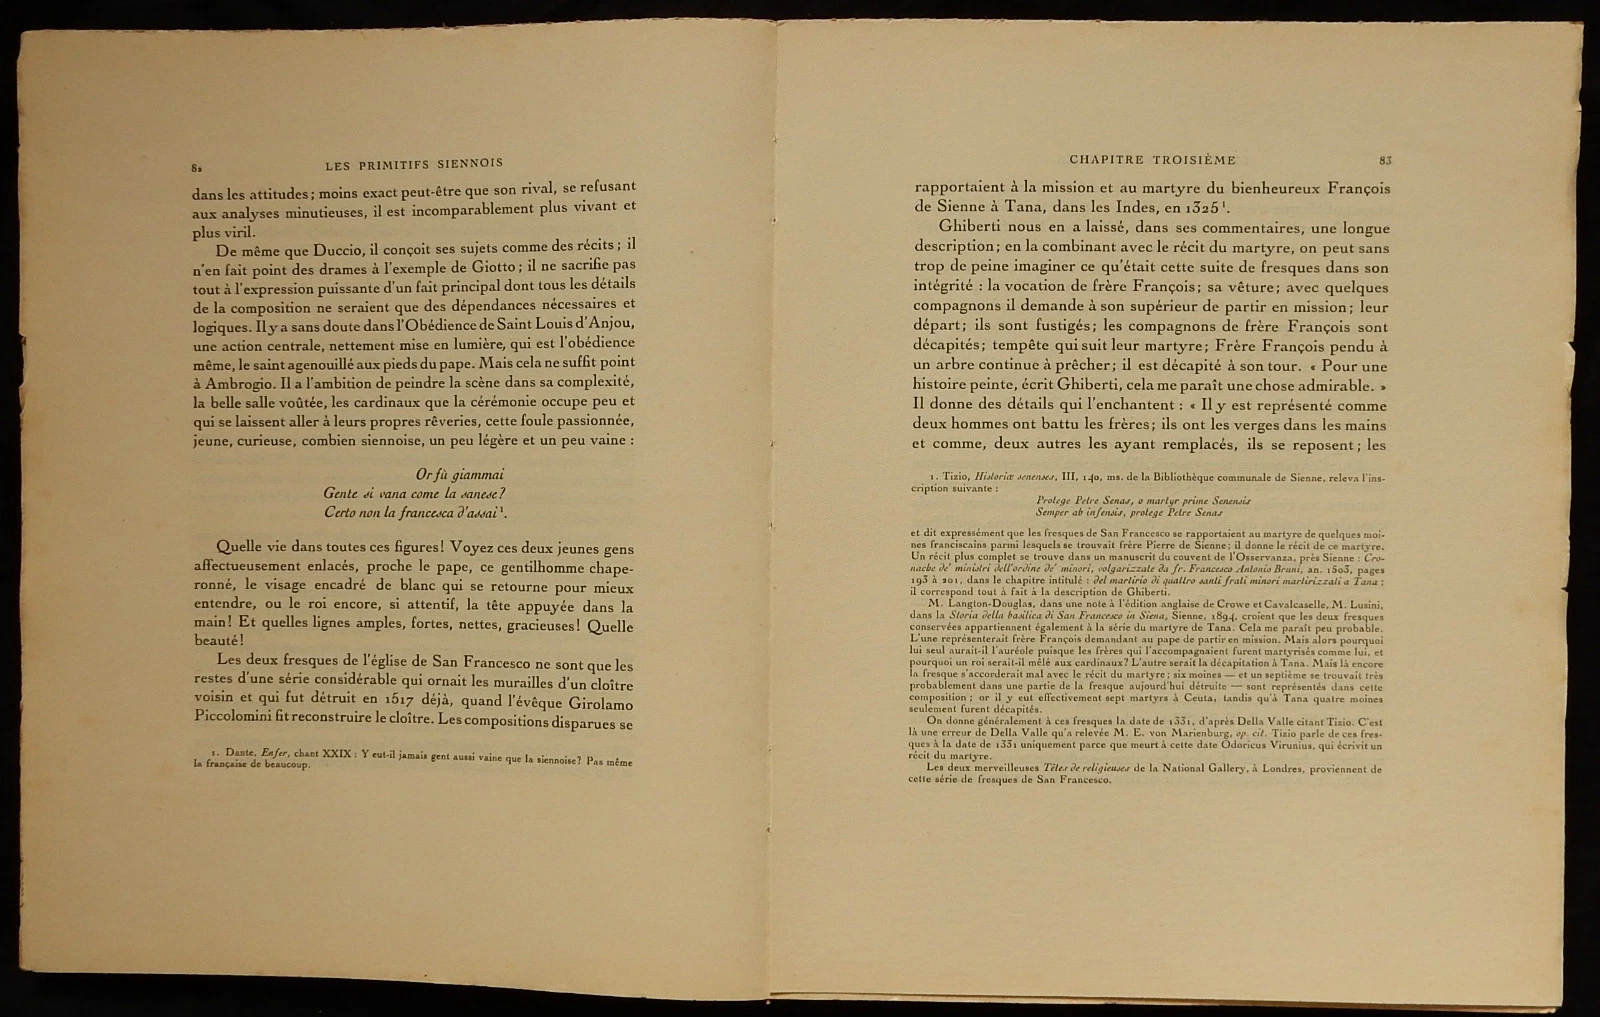 82
LES PRIMITIFS SIENNOIS
dans les attitudes; moins exact peut-être que son rival, se refusant
aux analyses minutieuses, il est incomparablement plus vivant et
plus viril.
De même que Duccio, il conçoit ses sujets comme des récits; il
n'en fait point des drames à l'exemple de Giotto; il ne sacrifie pas
tout à l'expression puissante d'un fait principal dont tous les détails
de la composition ne seraient que des dépendances nécessaires et
logiques. Il y a sans doute dans l'Obédience de Saint Louis d'Anjou,
une action centrale, nettement mise en lumière, qui est l'obédience
même, le saint agenouillé aux pieds du pape. Mais cela ne suffit point
à Ambrogio. Il a l'ambition de peindre la scène dans sa complexité,
la belle salle voûtée, les cardinaux que la cérémonie occupe peu et
qui se laissent aller à leurs propres rêveries, cette foule passionnée,
jeune, curieuse, combien siennoise, un peu légère et un peu vaine :
Or fù giammai
Gente si vana come la sanese?
Certo non la francesca d'assai ¹.
Quelle vie dans toutes ces figures! Voyez ces deux jeunes gens
affectueusement enlacés, proche le pape, ce gentilhomme chape-
ronné, le visage encadré de blanc qui se retourne pour mieux
entendre, ou le roi encore, si attentif, la tête appuyée dans la
main! Et quelles lignes amples, fortes, nettes, gracieuses! Quelle
beauté!
Les deux fresques de l'église de San Francesco ne sont que les
restes d'une série considérable qui ornait les murailles d'un cloître
voisin et qui fut détruit en 1517 déjà, quand l'évêque Girolamo
Piccolomini fit reconstruire le cloître. Les compositions disparues se
1. Dante, Enfer, chant XXIX : Y eut-il jamais gent aussi vaine que la siennoise? Pas même
la française de beaucoup.
CHAPITRE TROISIÈME
83
rapportaient à la mission et au martyre du bienheureux François
de Sienne à Tana, dans les Indes, en 1325 ¹.
Ghiberti nous en a laissé, dans ses commentaires, une longue
description; en la combinant avec le récit du martyre, on peut sans
trop de peine imaginer ce qu'était cette suite de fresques dans son
intégrité : la vocation de frère François; sa vêture; avec quelques
compagnons il demande à son supérieur de partir en mission; leur
départ; ils sont fustigés; les compagnons de frère François sont
décapités; tempête qui suit leur martyre; Frère François pendu à
un arbre continue à prêcher; il est décapité à son tour. « Pour une
histoire peinte, écrit Ghiberti, cela me paraît une chose admirable. »
Il donne des détails qui l'enchantent : « Il y est représenté comme
deux hommes ont battu les frères; ils ont les verges dans les mains
et comme, deux autres les ayant remplacés, ils se reposent; les
1. Tizio, Historiæ senenses, III, 140, ms. de la Bibliothèque communale de Sienne, releva l'ins-
cription suivante :
Protege Petre Senas, o martyr prime Senensis
Semper ab infensis, protege Petre Senas
et dit expressément que les fresques de San Francesco se rapportaient au martyre de quelques moi-
nes franciscains parmi lesquels se trouvait frère Pierre de Sienne; il donne le récit de ce martyre.
Un récit plus complet se trouve dans un manuscrit du couvent de l'Osservanza, près Sienne : Cro-
nache de' ministri dell'ordine de' minori, volgarizzate da fr. Francesco Antonio Bruni, an. 1503, pages
193 à 201, dans le chapitre intitulé : del martirio di quattro santi frati minori martirizzati a Tana;
il correspond tout à fait à la description de Ghiberti.
M. Langton-Douglas, dans une note à l'édition anglaise de Crowe et Cavalcaselle, M. Lusini,
dans la Storia della basilica di San Francesco in Siena, Sienne, 1894, croient que les deux fresques
conservées appartiennent également à la série du martyre de Tana. Cela me paraît peu probable.
L'une représenterait frère François demandant au pape de partir en mission. Mais alors pourquoi
lui seul aurait-il l'auréole puisque les frères qui l'accompagnaient furent martyrisés comme lui, et
pourquoi un roi serait-il mêlé aux cardinaux? L'autre serait la décapitation à Tana. Mais là encore
la fresque s'accorderait mal avec le récit du martyre; six moines — et un septième se trouvait très
probablement dans une partie de la fresque aujourd'hui détruite — sont représentés dans cette
composition; or il y eut effectivement sept martyrs à Ceuta, tandis qu'à Tana quatre moines
seulement furent décapités.
On donne généralement à ces fresques la date de 1331, d'après Della Valle citant Tizio. C'est
là une erreur de Della Valle qu'a relevée M. E. von Marienburg, op. cit. Tizio parle de ces fres-
ques à la date de 1331 uniquement parce que meurt à cette date Odoricus Virunius, qui écrivit un
récit du martyre.
Les deux merveilleuses Têtes de religieuses de la National Gallery, à Londres, proviennent de
cette série de fresques de San Francesco.